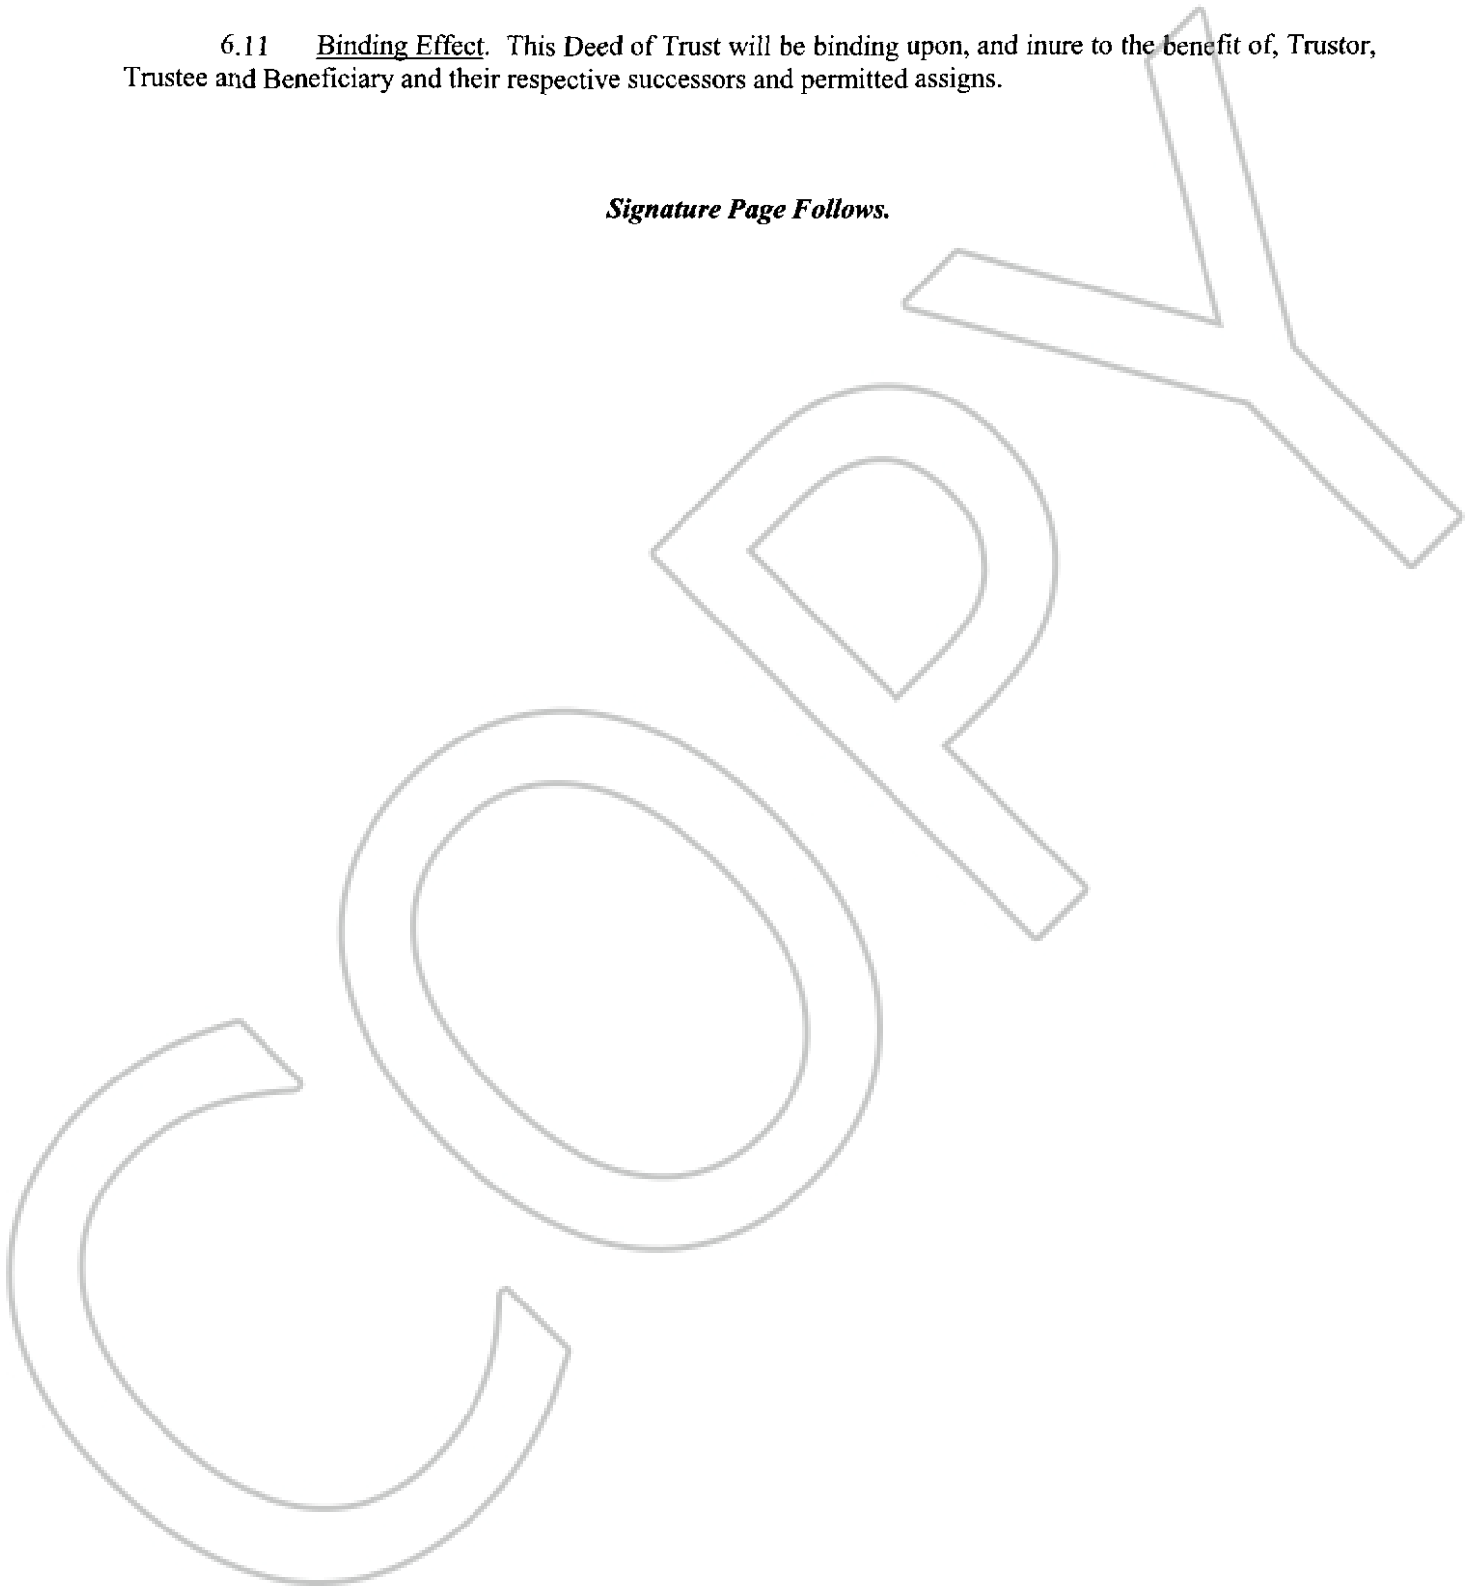 6.11 Binding Effect. This Deed of Trust will be binding upon, and inure to the benefit of, Trustor,
Trustee and Beneficiary and their respective successors and permitted assigns.
Signature Page Follows.
COPY